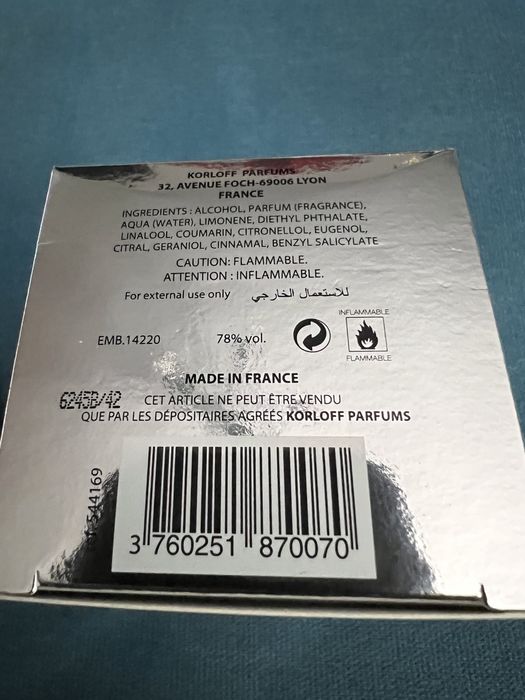 KORLOFF PARFUMS
32, AVENUE FOCH-69006 LYON
FRANCE
INGREDIENTS : ALCOHOL, PARFUM (FRAGRANCE),
AQUA (WATER), LIMONENE, DIETHYL PHTHALATE,
LINALOOL, COUMARIN, CITRONELLOL, EUGENOL,
CITRAL, GERANIOL, CINNAMAL, BENZYL SALICYLATE
CAUTION: FLAMMABLE.
ATTENTION : INFLAMMABLE.
For external use only للاستعمال الخارجي
INFLAMMABLE
EMB.14220 78% vol.
FLAMMABLE
MADE IN FRANCE
6245B/42 CET ARTICLE NE PEUT ÊTRE VENDU
QUE PAR LES DÉPOSITAIRES AGRÉÉS KORLOFF PARFUMS
544169
3 760251 870070